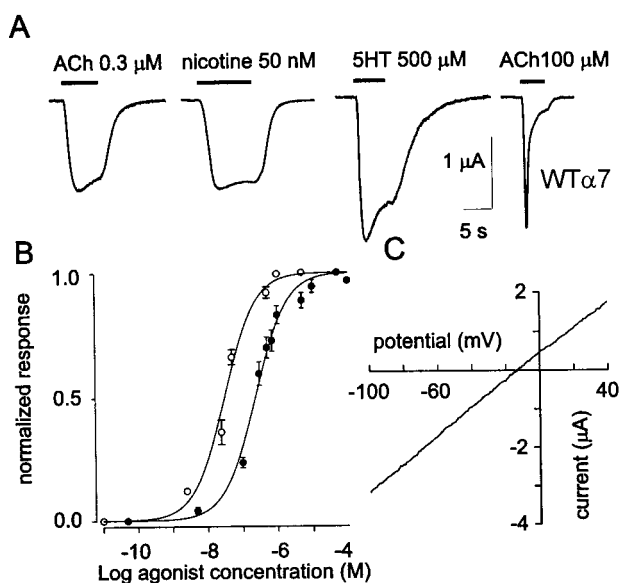 A
ACh 0.3 μM nicotine 50 nM 5HT 500 μM ACh100 μM
1 μA
WTα7
5 s
B
C
1.0
0.5
0.0
normalized response
-10 -8 -6 -4
Log agonist concentration (M)
2
potential (mV)
-100 -60 0 40
-2
-4
current (μA)